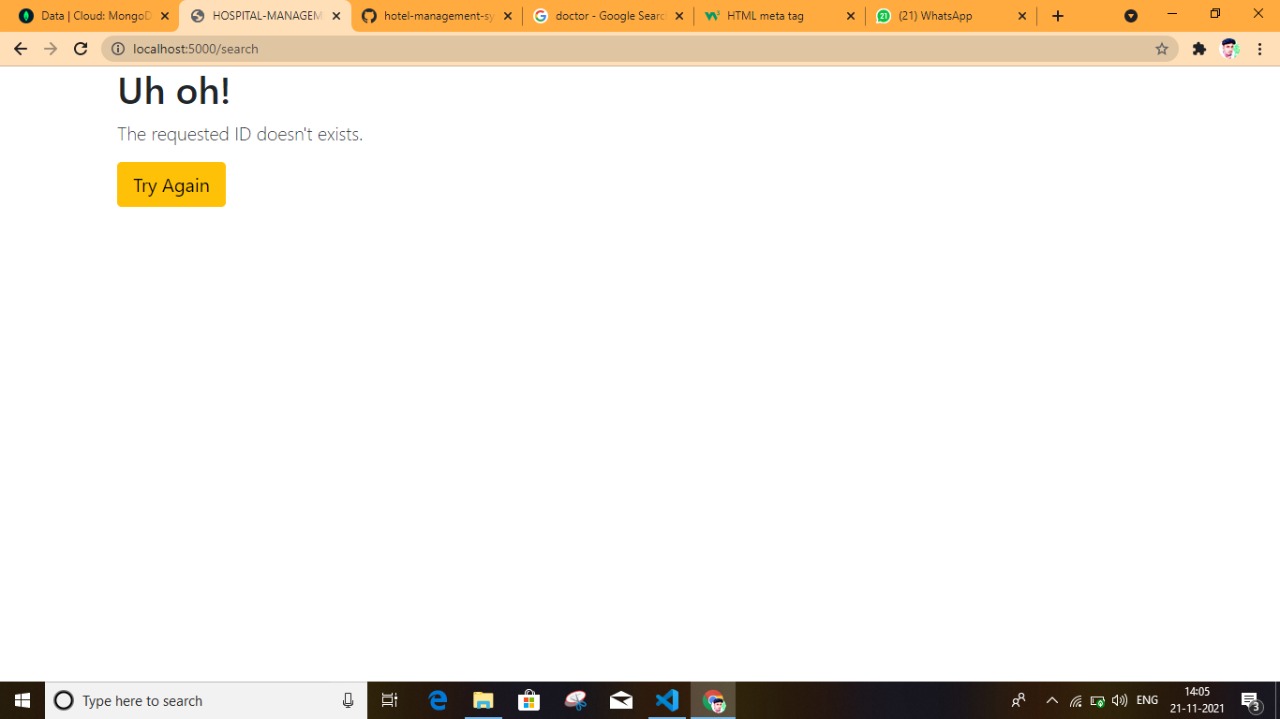 Data | Cloud: MongoD
HOSPITAL-MANAGEM
hotel-management-sy
doctor - Google Searc
HTML meta tag
(21) WhatsApp
localhost:5000/search
Uh oh!
The requested ID doesn't exists.
Try Again
Type here to search
ENG
14:05
21-11-2021
3